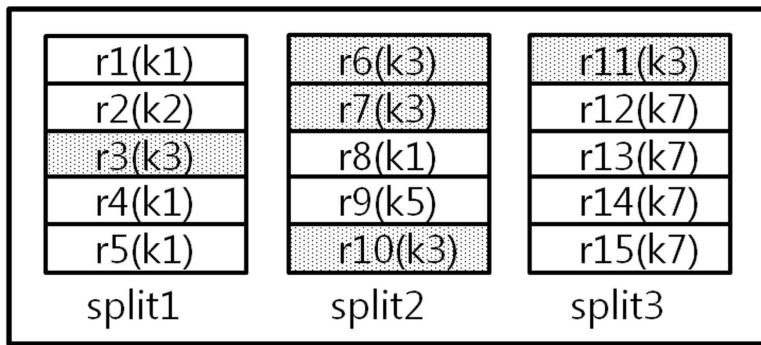 r1(k1)
r2(k2)
r3(k3)
r4(k1)
r5(k1)
split1
r6(k3)
r7(k3)
r8(k1)
r9(k5)
r10(k3)
split2
r11(k3)
r12(k7)
r13(k7)
r14(k7)
r15(k7)
split3